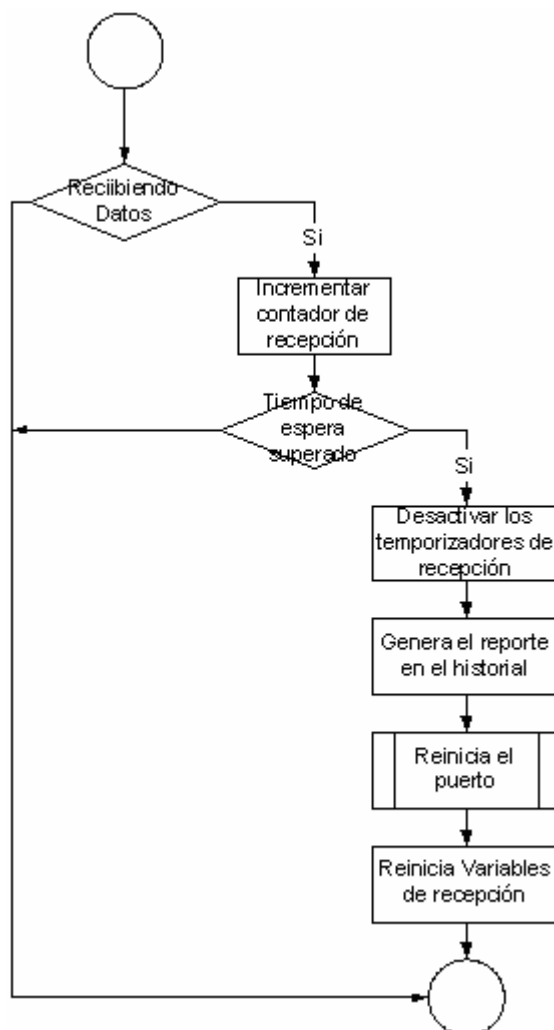 Reciibiendo
Datos
Si
Incrementar
contador de
recepción
Tiempo de
espera
superado
Si
Desactivar los
temporizadores de
recepción
Genera el reporte
en el historial
Reinicia el
puerto
Reinicia Variables
de recepción